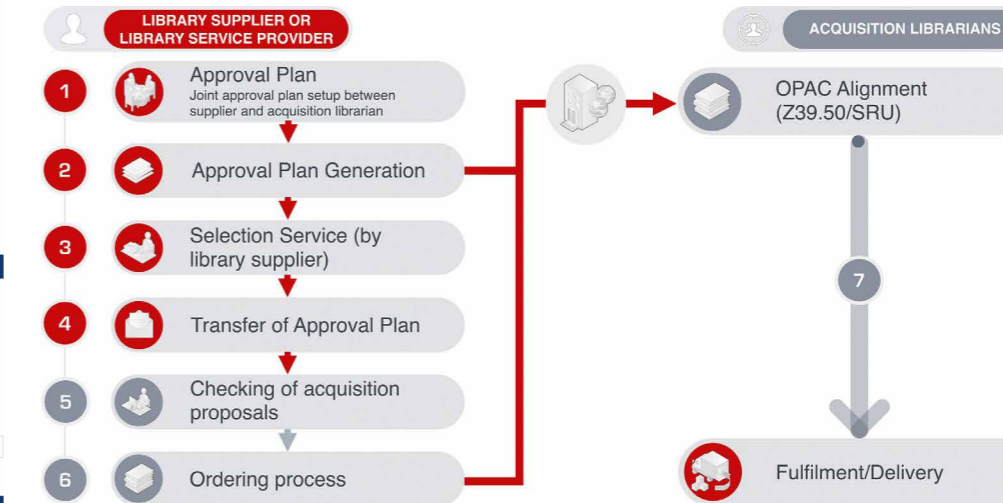 LIBRARY SUPPLIER OR
LIBRARY SERVICE PROVIDER
1
Approval Plan
Joint approval plan setup between
supplier and acquisition librarian
2
Approval Plan Generation
3
Selection Service (by
library supplier)
4
Transfer of Approval Plan
5
Checking of acquisition
proposals
6
Ordering process
ACQUISITION LIBRARIANS
OPAC Alignment
(Z39.50/SRU)
7
Fulfilment/Delivery